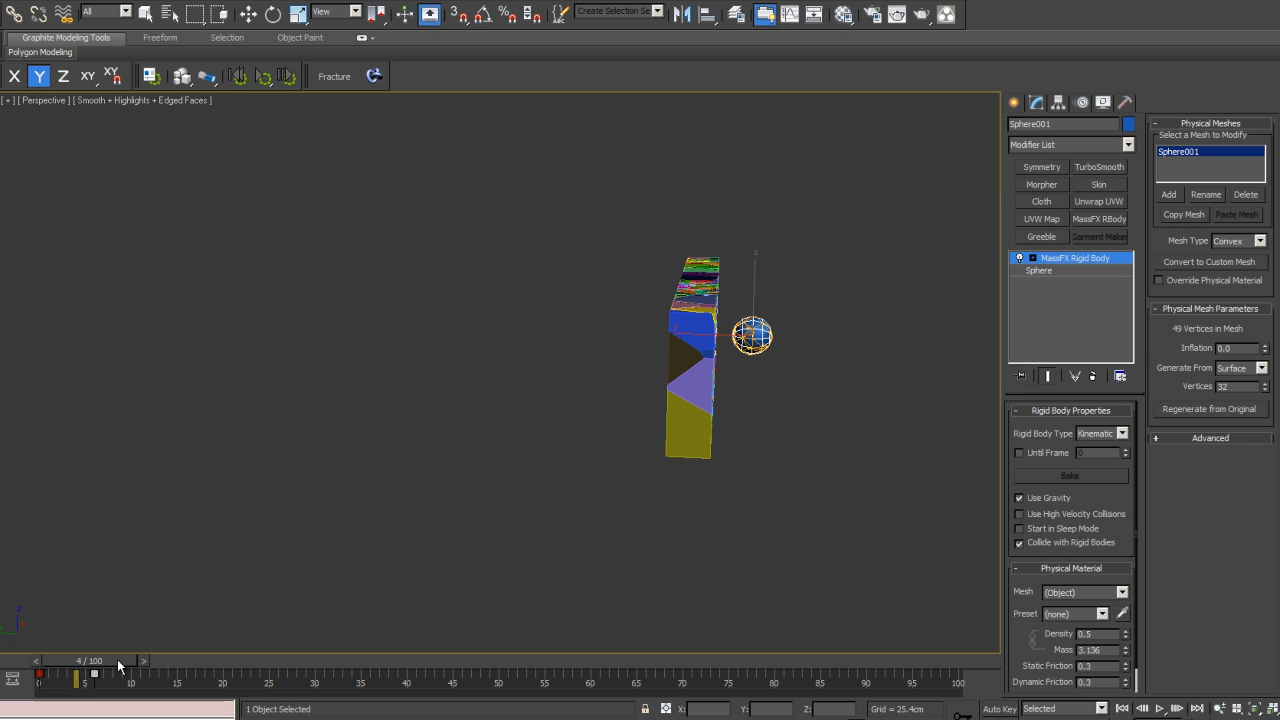 All
View
Create Selection Se
Graphite Modeling Tools Freeform Selection Object Paint
Polygon Modeling
X Y Z XY XY Fracture
[ + ] [ Perspective ] [ Smooth + Highlights + Edged Faces ]
z
x
z
x
y
Sphere001
Modifier List
Symmetry TurboSmooth
Morpher Skin
Cloth Unwrap UVW
UVW Map MassFX RBody
Greeble Garment Maker
MassFX Rigid Body
Sphere
- Rigid Body Properties
Rigid Body Type Kinematic
Until Frame 0
Bake
Use Gravity
Use High Velocity Collisions
Start in Sleep Mode
Collide with Rigid Bodies
- Physical Material
Mesh (Object)
Preset (none)
Density 0.5
Mass 3.136
Static Friction 0.3
Dynamic Friction 0.3
- Physical Meshes
Select a Mesh to Modify
Sphere001
Add Rename Delete
Copy Mesh Paste Mesh
Mesh Type Convex
Convert to Custom Mesh
Override Physical Material
- Physical Mesh Parameters
49 Vertices in Mesh
Inflation 0.0
Generate From Surface
Vertices 32
Regenerate from Original
+ Advanced
< 4 / 100 >
0 5 10 15 20 25 30 35 40 45 50 55 60 65 70 75 80 85 90 95 100
1 Object Selected X: Y: Z: Grid = 25.4cm Auto Key Selected